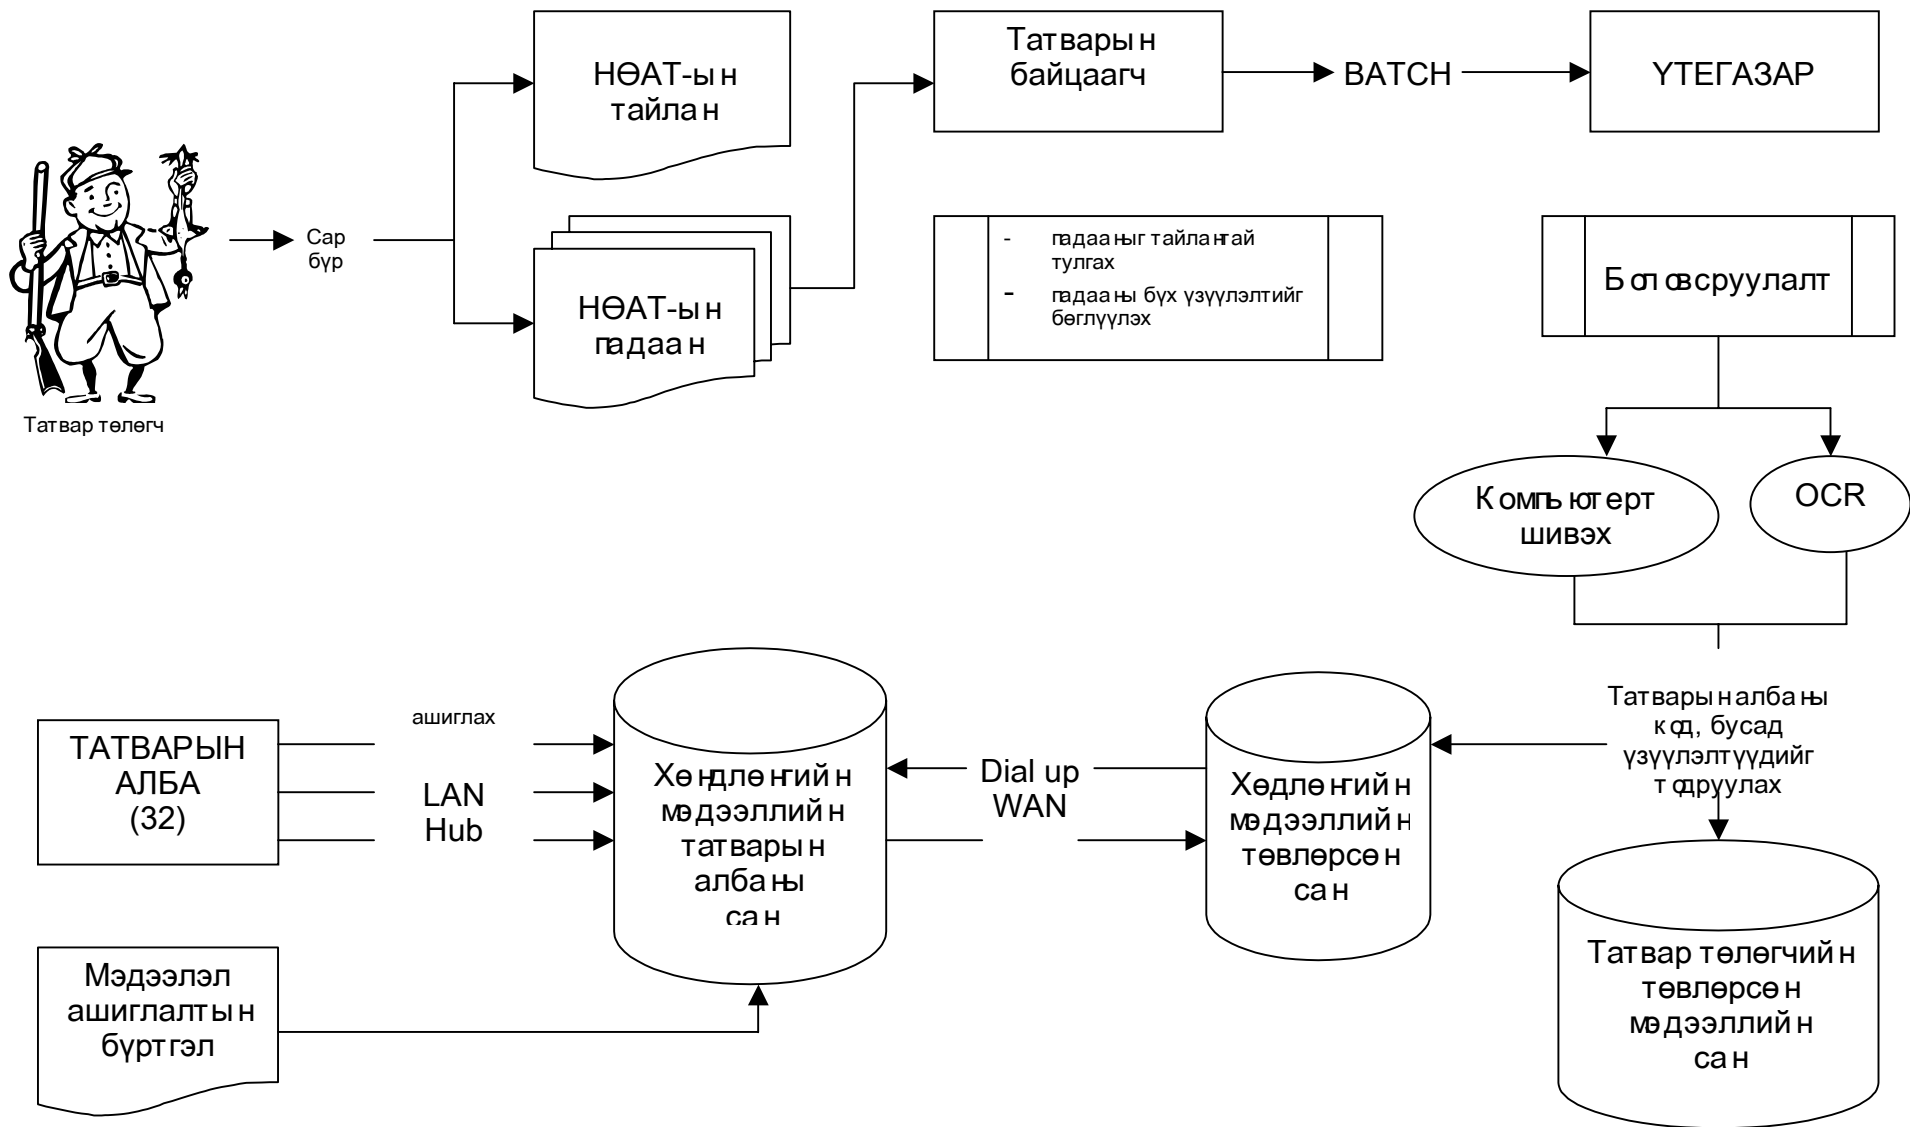 НӨАТ-ын
тайлан
Татварын
байцаагч
BATCH
ҮТЕГАЗАР
Сар
бүр
НӨАТ-ын
падаан
- падааныг тайлантай
тулгах
- падааны бүх үзүүлэлтийг
бөглүүлэх
Боловсруулалт
Татвар төлөгч
Компьютерт
шивэх
OCR
ТАТВАРЫН
АЛБА
(32)
ашиглах
LAN
Hub
Хөндлөнгийн
мэдээллийн
татварын
албаны
сан
Dial up
WAN
Хөдлөнгийн
мэдээллийн
төвлөрсөн
сан
Татварын албаны
код, бусад
үзүүлэлтүүдийг
тодруулах
Мэдээлэл
ашиглалтын
бүртгэл
Татвар төлөгчийн
төвлөрсөн
мэдээллийн
сан